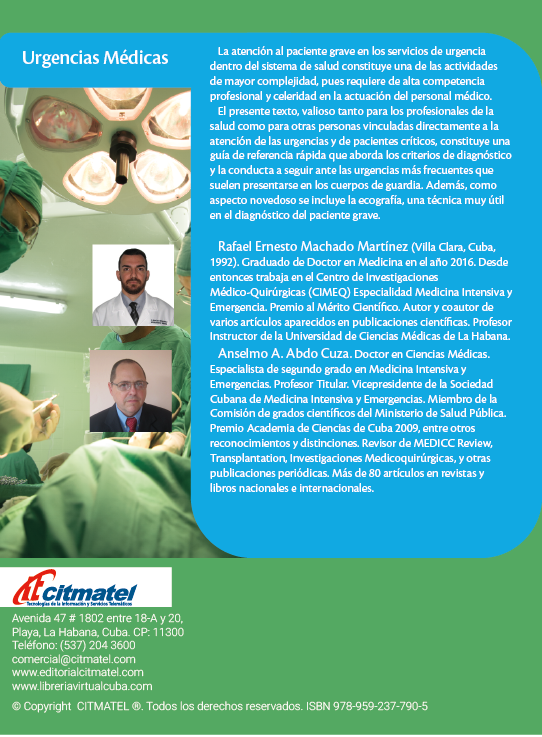 Urgencias Médicas
La atención al paciente grave en los servicios de urgencia
dentro del sistema de salud constituye una de las actividades
de mayor complejidad, pues requiere de alta competencia
profesional y celeridad en la actuación del personal médico.
El presente texto, valioso tanto para los profesionales de la
salud como para otras personas vinculadas directamente a la
atención de las urgencias y de pacientes críticos, constituye una
guía de referencia rápida que aborda los criterios de diagnóstico
y la conducta a seguir ante las urgencias más frecuentes que
suelen presentarse en los cuerpos de guardia. Además, como
aspecto novedoso se incluye la ecografía, una técnica muy útil
en el diagnóstico del paciente grave.
Rafael Ernesto Machado Martínez (Villa Clara, Cuba,
1992). Graduado de Doctor en Medicina en el año 2016. Desde
entonces trabaja en el Centro de Investigaciones
Médico-Quirúrgicas (CIMEQ) Especialidad Medicina Intensiva y
Emergencia. Premio al Mérito Científico. Autor y coautor de
varios artículos aparecidos en publicaciones científicas. Profesor
Instructor de la Universidad de Ciencias Médicas de La Habana.
Anselmo A. Abdo Cuza. Doctor en Ciencias Médicas.
Especialista de segundo grado en Medicina Intensiva y
Emergencias. Profesor Titular. Vicepresidente de la Sociedad
Cubana de Medicina Intensiva y Emergencias. Miembro de la
Comisión de grados científicos del Ministerio de Salud Pública.
Premio Academia de Ciencias de Cuba 2009, entre otros
reconocimientos y distinciones. Revisor de MEDICC Review,
Transplantation, Investigaciones Medicoquirúrgicas, y otras
publicaciones periódicas. Más de 80 artículos en revistas y
libros nacionales e internacionales.
citmatel
Tecnologías de la Información y Servicios Telemáticos
Avenida 47 # 1802 entre 18-A y 20,
Playa, La Habana, Cuba. CP: 11300
Teléfono: (537) 204 3600
comercial@citmatel.com
www.editorialcitmatel.com
www.libreriavirtualcuba.com
© Copyright CITMATEL ®. Todos los derechos reservados. ISBN 978-959-237-790-5